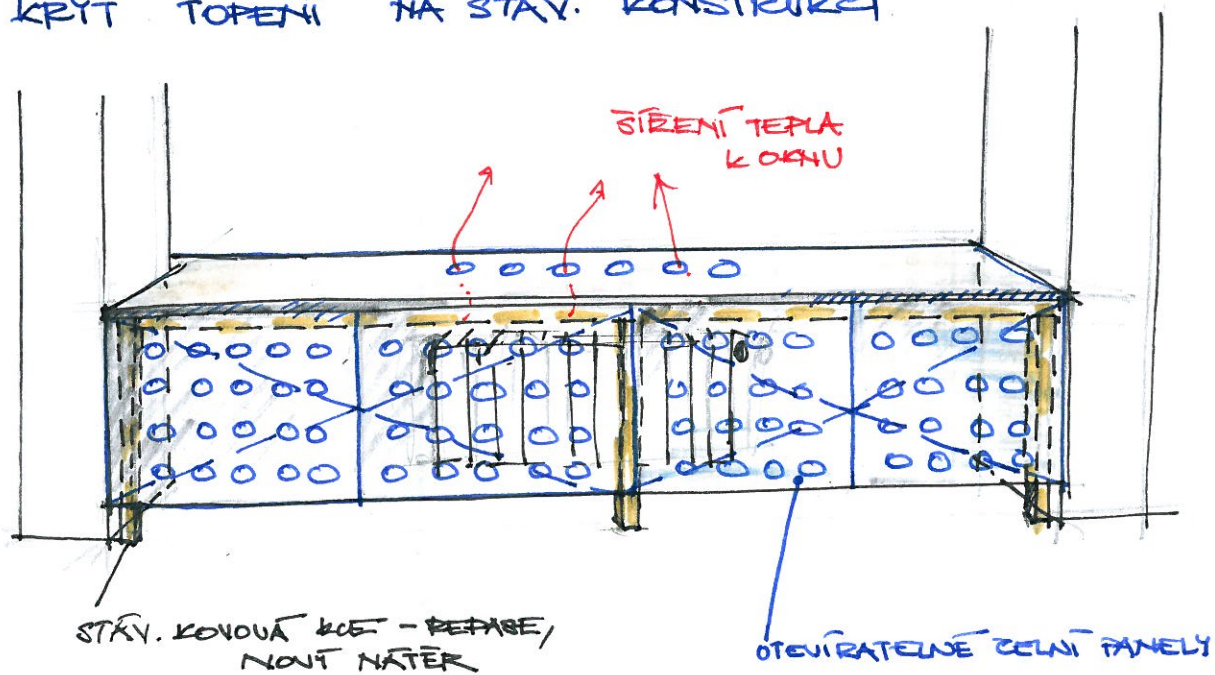 KRYT TOPENÍ NA STÁV. KONSTRUKCI
ŠÍŘENÍ TEPLA
K OKNU
STÁV. KOVOVÁ KCE - REPASE,
NOVÝ NÁTĚR
OTEVÍRATELNÉ ČELNÍ PANELY